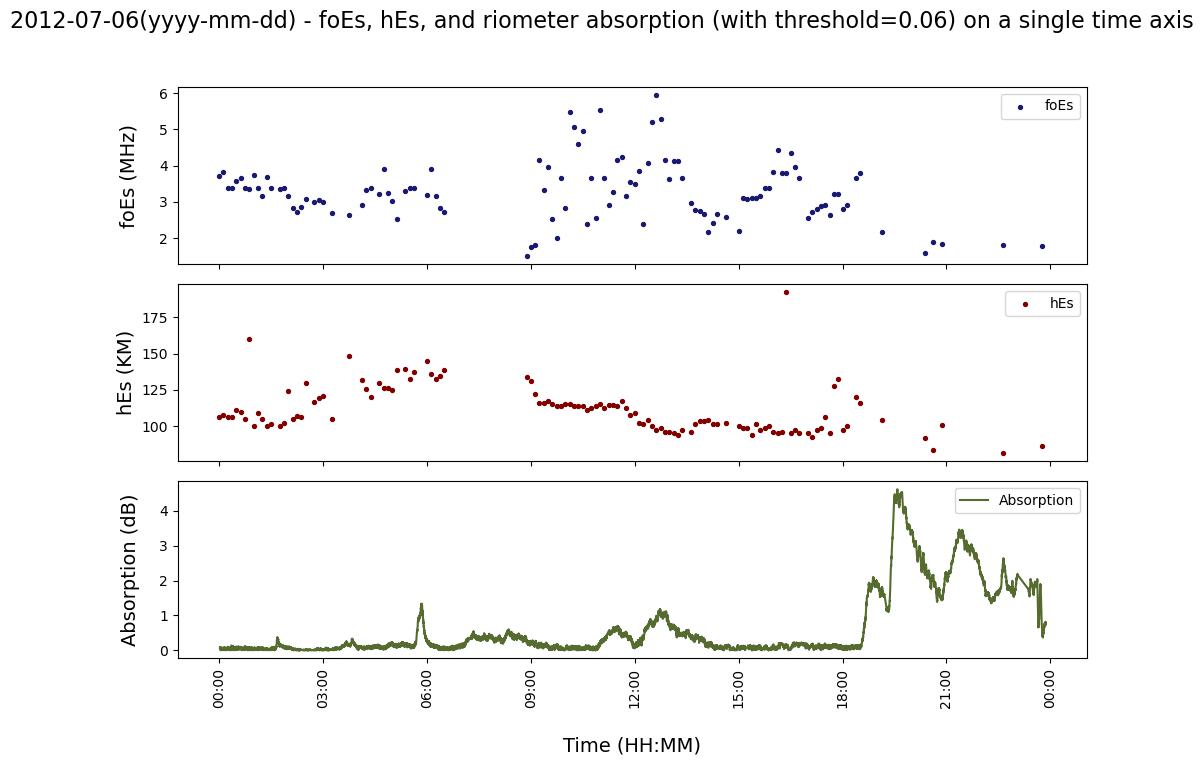 2012-07-06(yyyy-mm-dd) - foEs, hEs, and riometer absorption (with threshold=0.06) on a single time axis
foEs (MHz)
6
5
4
3
2
foEs
hEs (KM)
175
150
125
100
hEs
Absorption (dB)
4
3
2
1
0
Absorption
00:00
03:00
06:00
09:00
12:00
15:00
18:00
21:00
00:00
Time (HH:MM)